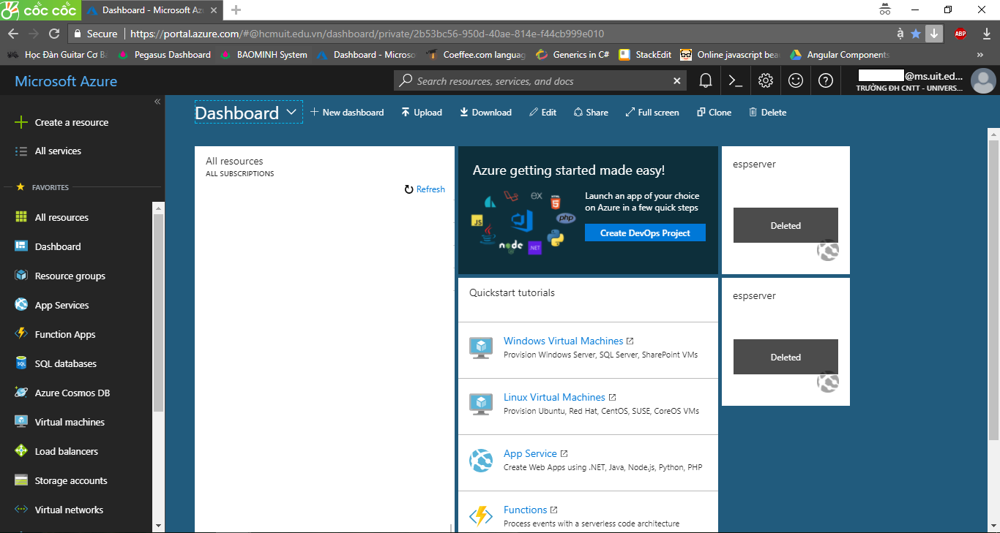 cốc cốc
Dashboard - Microsoft Az
Secure
https://portal.azure.com/#@hcmuit.edu.vn/dashboard/private/2b53bc56-950d-40ae-814e-f44cb999e010
ABP
Học Đàn Guitar Cơ B
Pegasus Dashboard
BAOMINH System
Dashboard - Microso
Coeffee.com languag
Generics in C#
StackEdit
Online javascript bea
Angular Components
Microsoft Azure
Search resources, services, and docs
@ms.uit.ed...
TRƯỜNG ĐH CNTT - UNIVERS...
Create a resource
All services
FAVORITES
All resources
Dashboard
Resource groups
App Services
Function Apps
SQL
SQL databases
Azure Cosmos DB
Virtual machines
Load balancers
Storage accounts
Virtual networks
Dashboard
New dashboard
Upload
Download
Edit
Share
Full screen
Clone
Delete
All resources
ALL SUBSCRIPTIONS
Refresh
Azure getting started made easy!
EX
HTML
5
JS
php
node
.NET
Launch an app of your choice
on Azure in a few quick steps
Create DevOps Project
Quickstart tutorials
Windows Virtual Machines
Provision Windows Server, SQL Server, SharePoint VMs
Linux Virtual Machines
Provision Ubuntu, Red Hat, CentOS, SUSE, CoreOS VMs
App Service
Create Web Apps using .NET, Java, Node.js, Python, PHP
Functions
Process events with a serverless code architecture
espserver
Deleted
espserver
Deleted